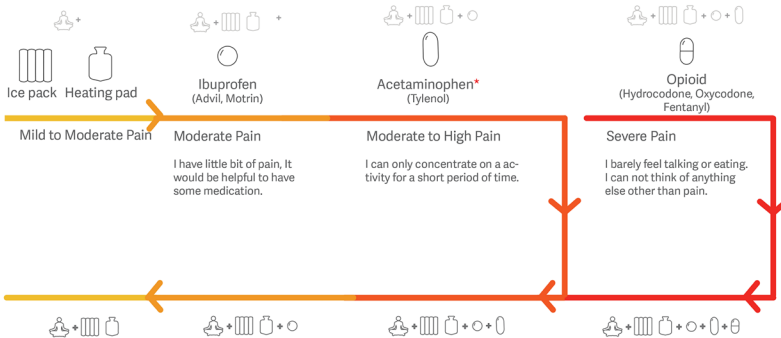 Ice pack
Heating pad
Ibuprofen
(Advil, Motrin)
Acetaminophen*
(Tylenol)
Opioid
(Hydrocodone, Oxycodone,
Fentanyl)
Mild to Moderate Pain
Moderate Pain
I have little bit of pain, It
would be helpful to have
some medication.
Moderate to High Pain
I can only concentrate on a ac-
tivity for a short period of time.
Severe Pain
I barely feel talking or eating.
I can not think of anything
else other than pain.